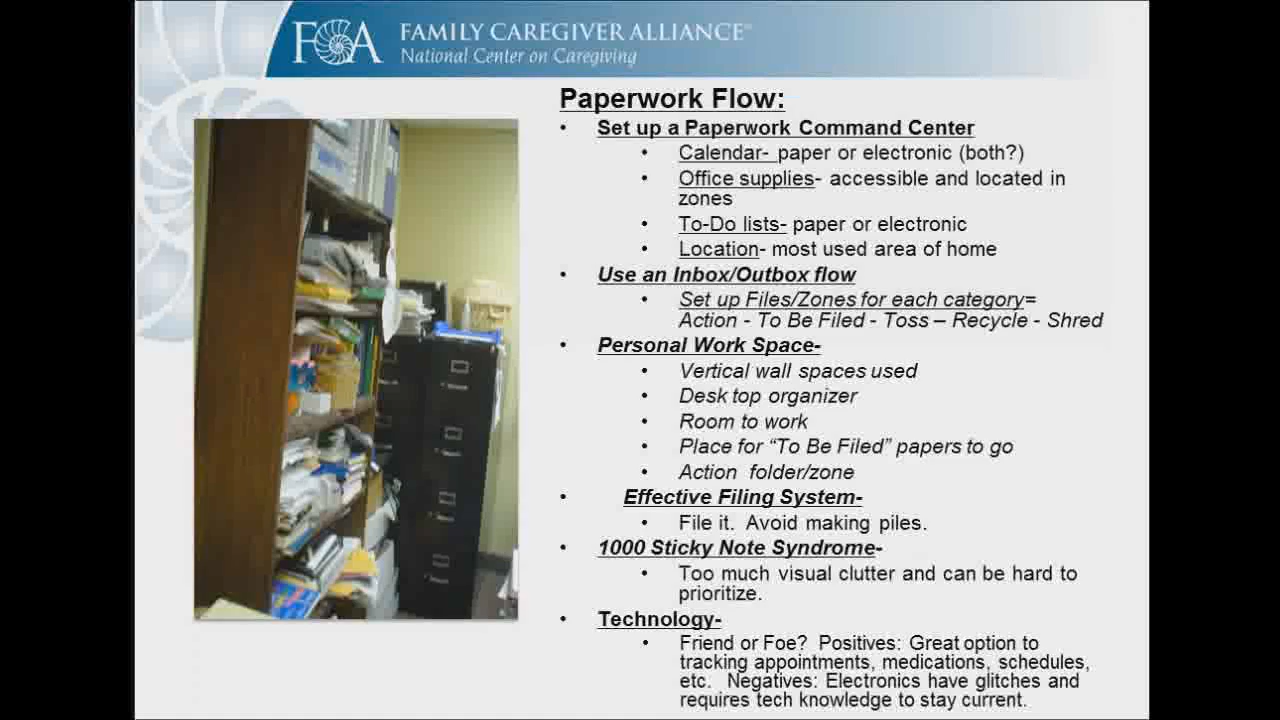 FCA
FAMILY CAREGIVER ALLIANCE
National Center on Caregiving
Paperwork Flow:
• Set up a Paperwork Command Center
• Calendar- paper or electronic (both?)
• Office supplies- accessible and located in
zones
• To-Do lists- paper or electronic
• Location- most used area of home
• Use an Inbox/Outbox flow
• Set up Files/Zones for each category=
Action - To Be Filed - Toss – Recycle - Shred
• Personal Work Space-
• Vertical wall spaces used
• Desk top organizer
• Room to work
• Place for “To Be Filed” papers to go
• Action folder/zone
• Effective Filing System-
• File it. Avoid making piles.
• 1000 Sticky Note Syndrome-
• Too much visual clutter and can be hard to
prioritize.
• Technology-
• Friend or Foe? Positives: Great option to
tracking appointments, medications, schedules,
etc. Negatives: Electronics have glitches and
requires tech knowledge to stay current.